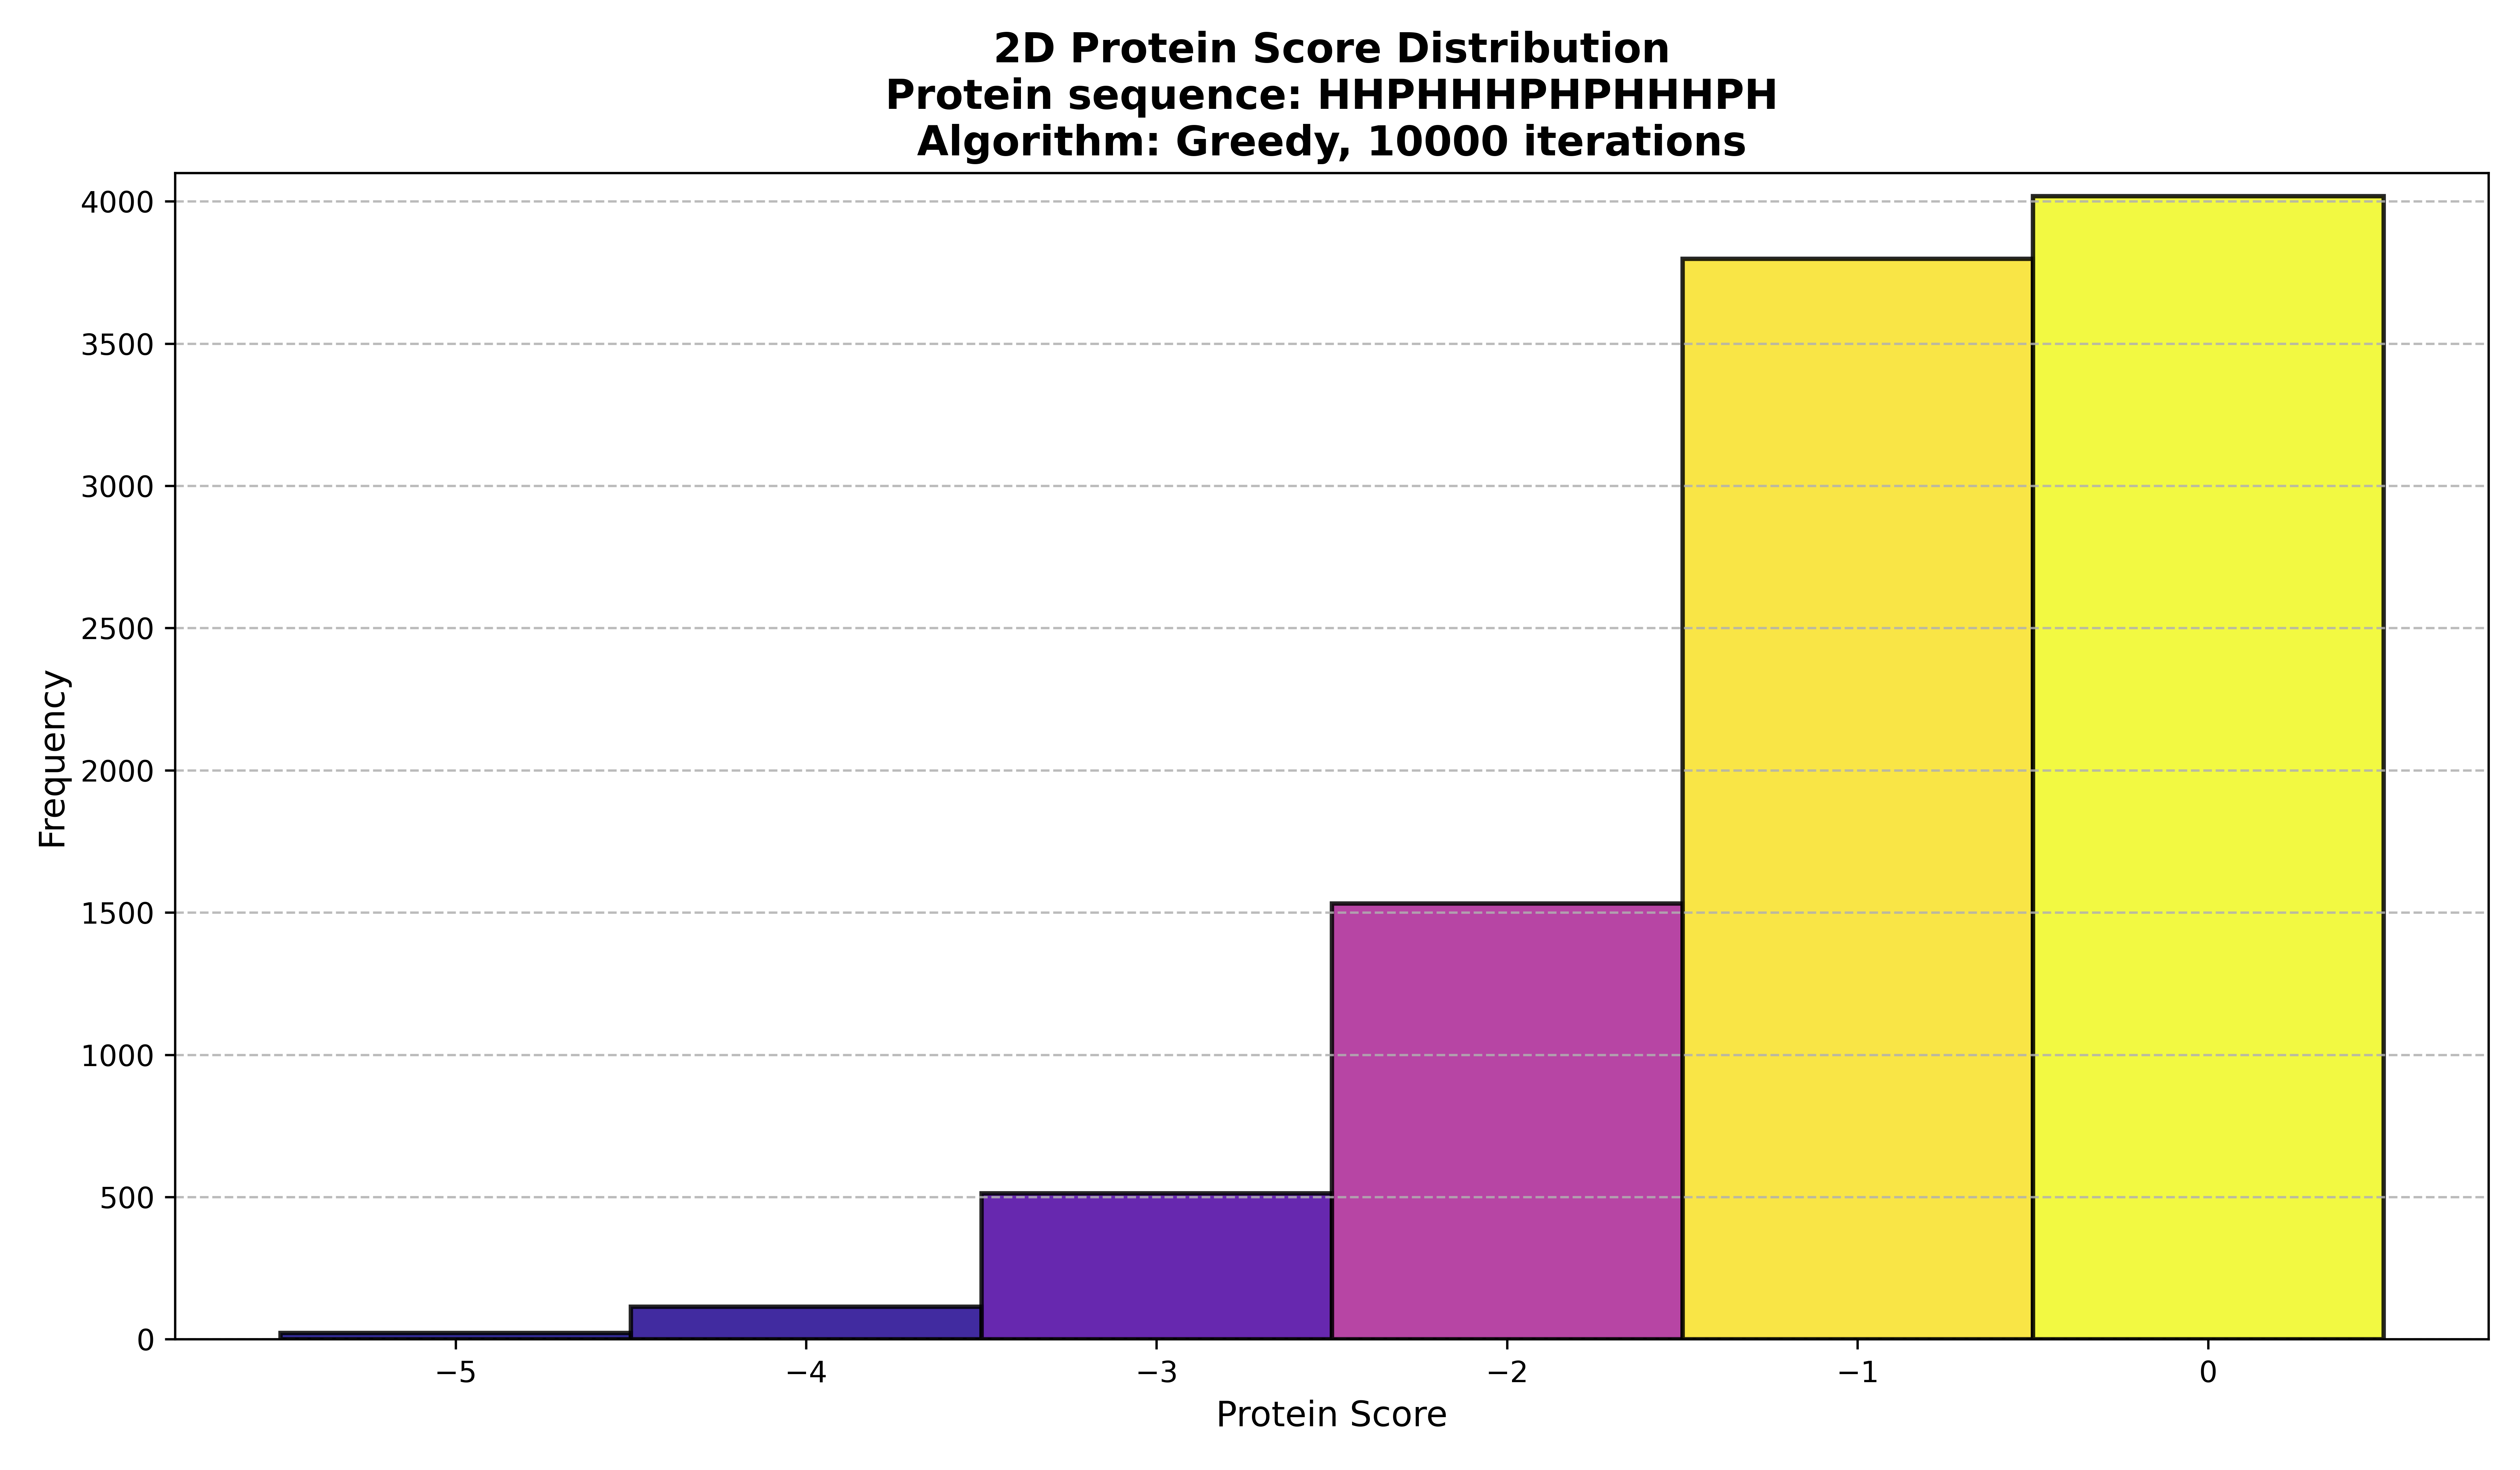 2D Protein Score Distribution
Protein sequence: HHPHHHPHPHHHPH
Algorithm: Greedy, 10000 iterations
4000
3500
3000
2500
2000
1500
1000
500
0
Frequency
−5 −4 −3 −2 −1 0
Protein Score